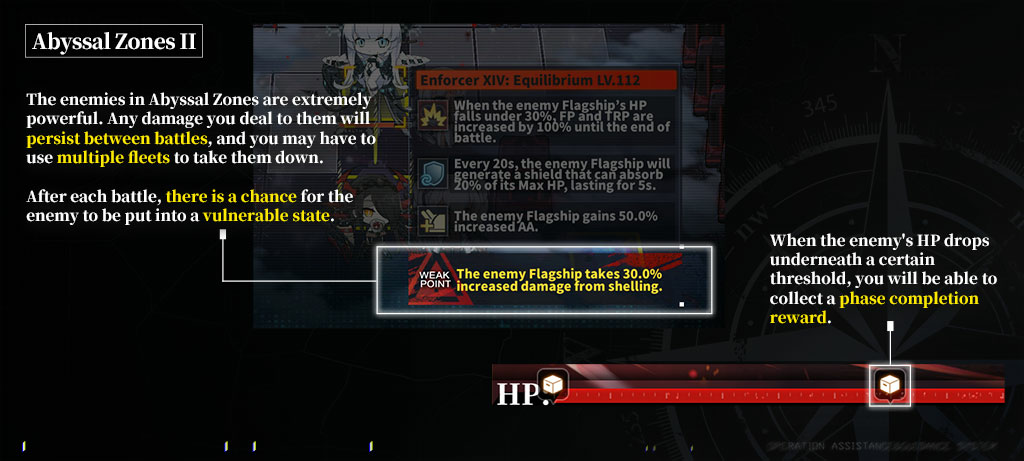 Abyssal Zones II
The enemies in Abyssal Zones are extremely
powerful. Any damage you deal to them will
persist between battles, and you may have to
use multiple fleets to take them down.
After each battle, there is a chance for the
enemy to be put into a vulnerable state.
Enforcer XIV: Equilibrium LV.112
When the enemy Flagship's HP
falls under 30%, FP and TRP are
increased by 100% until the end of
battle.
Every 20s, the enemy Flagship will
generate a shield that can absorb
20% of its Max HP, lasting for 5s.
The enemy Flagship gains 50.0%
increased AA.
WEAK
POINT
The enemy Flagship takes 30.0%
increased damage from shelling.
When the enemy's HP drops
underneath a certain
threshold, you will be able to
collect a phase completion
reward.
HP.
N
345
NW
OPERATION ASSISTANCE
SYSTEM